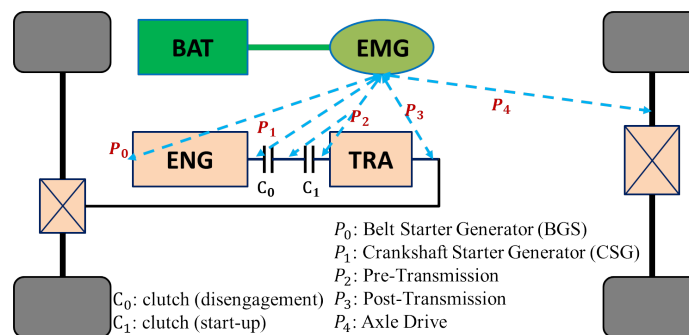 BAT
EMG
P4
P1
P2
P3
P0
ENG
TRA
C0
C1
P0: Belt Starter Generator (BGS)
P1: Crankshaft Starter Generator (CSG)
P2: Pre-Transmission
C0: clutch (disengagement)
P3: Post-Transmission
C1: clutch (start-up)
P4: Axle Drive